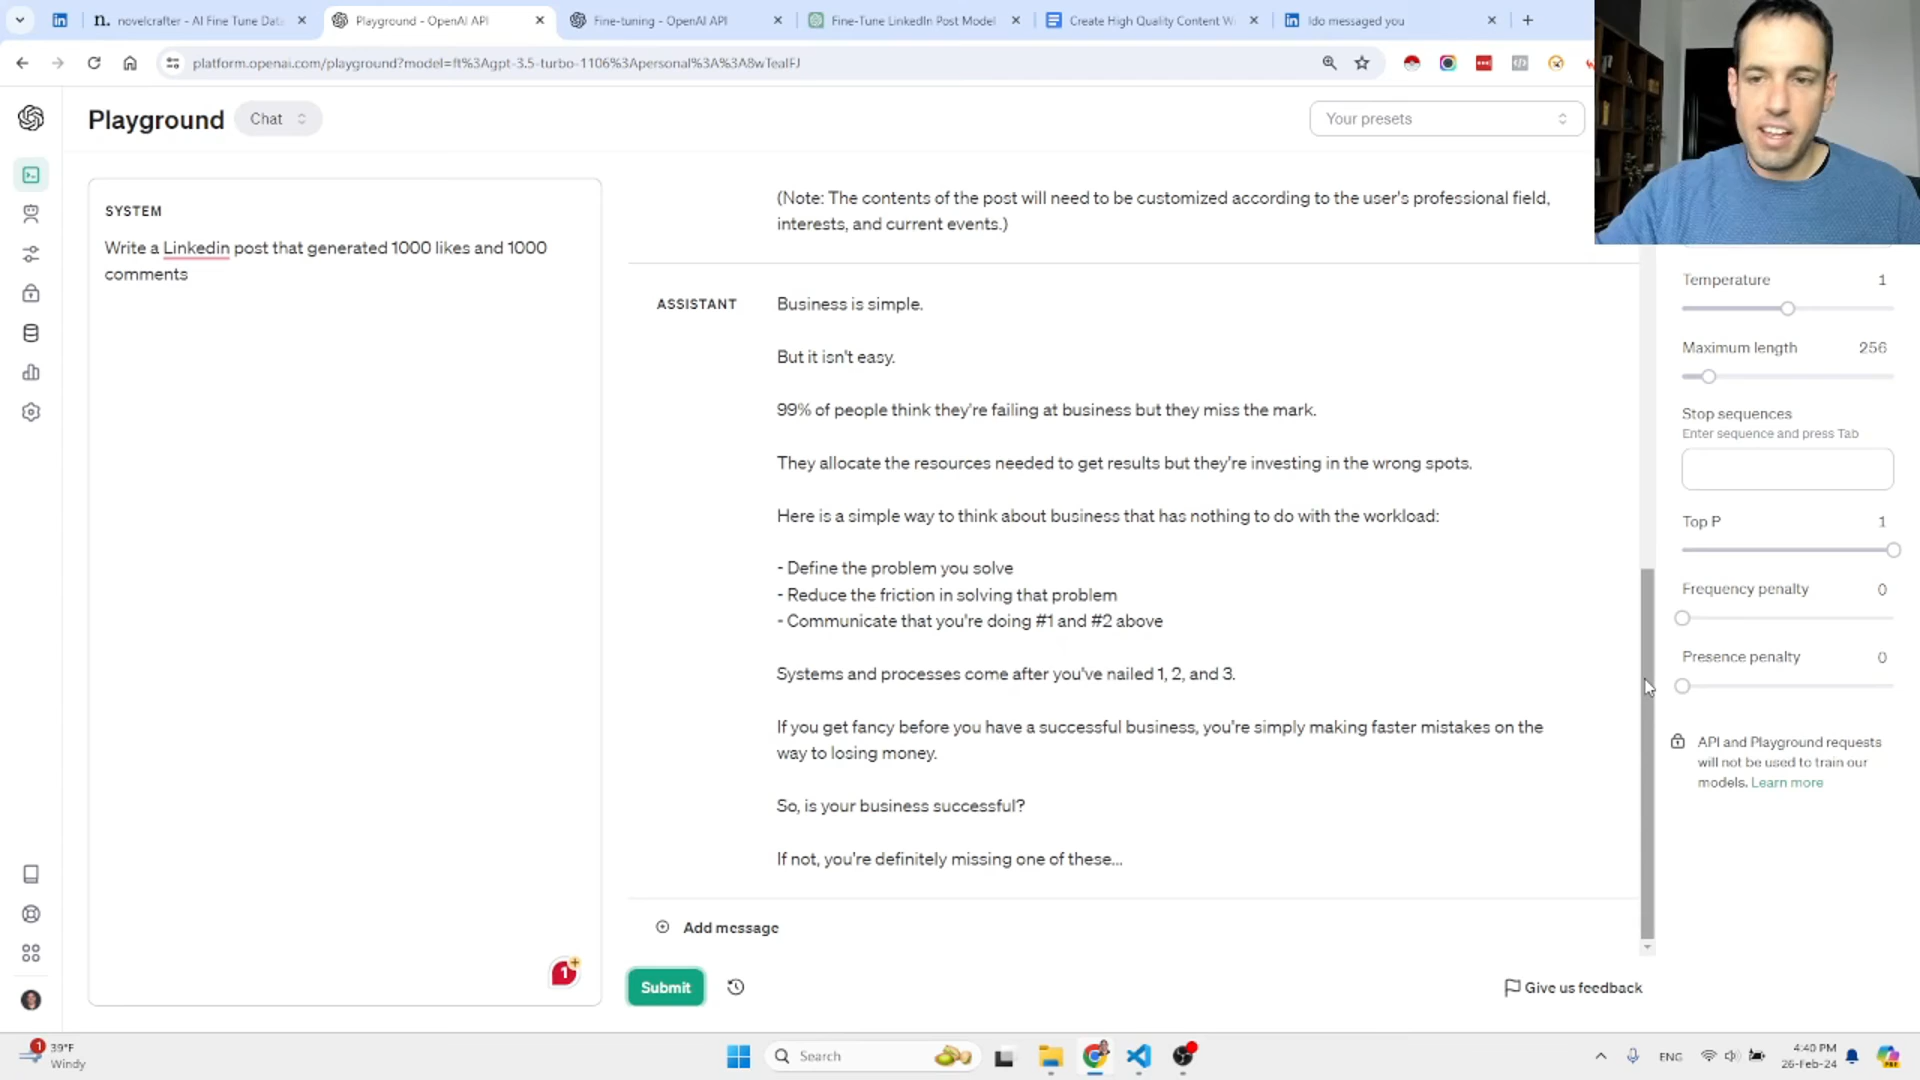 novelcrafter - AI Fine Tune Data
Playground - OpenAI API
Fine-tuning - OpenAI API
Fine-Tune LinkedIn Post Model
Create High Quality Content W
Ido messaged you
platform.openai.com/playground?model=ft%3Agpt-3.5-turbo-1106%3Apersonal%3A%3A8wTeaIFJ
Playground
Chat
Your presets
SYSTEM
Write a Linkedin post that generated 1000 likes and 1000
comments
(Note: The contents of the post will need to be customized according to the user's professional field,
interests, and current events.)
ASSISTANT
Business is simple.
But it isn't easy.
99% of people think they're failing at business but they miss the mark.
They allocate the resources needed to get results but they're investing in the wrong spots.
Here is a simple way to think about business that has nothing to do with the workload:
- Define the problem you solve
- Reduce the friction in solving that problem
- Communicate that you're doing #1 and #2 above
Systems and processes come after you've nailed 1, 2, and 3.
If you get fancy before you have a successful business, you're simply making faster mistakes on the
way to losing money.
So, is your business successful?
If not, you're definitely missing one of these...
Add message
Submit
Give us feedback
Temperature 1
Maximum length 256
Stop sequences
Enter sequence and press Tab
Top P 1
Frequency penalty 0
Presence penalty 0
API and Playground requests
will not be used to train our
models. Learn more
1
1
39°F
Windy
Search
ENG
4:40 PM
26-Feb-24